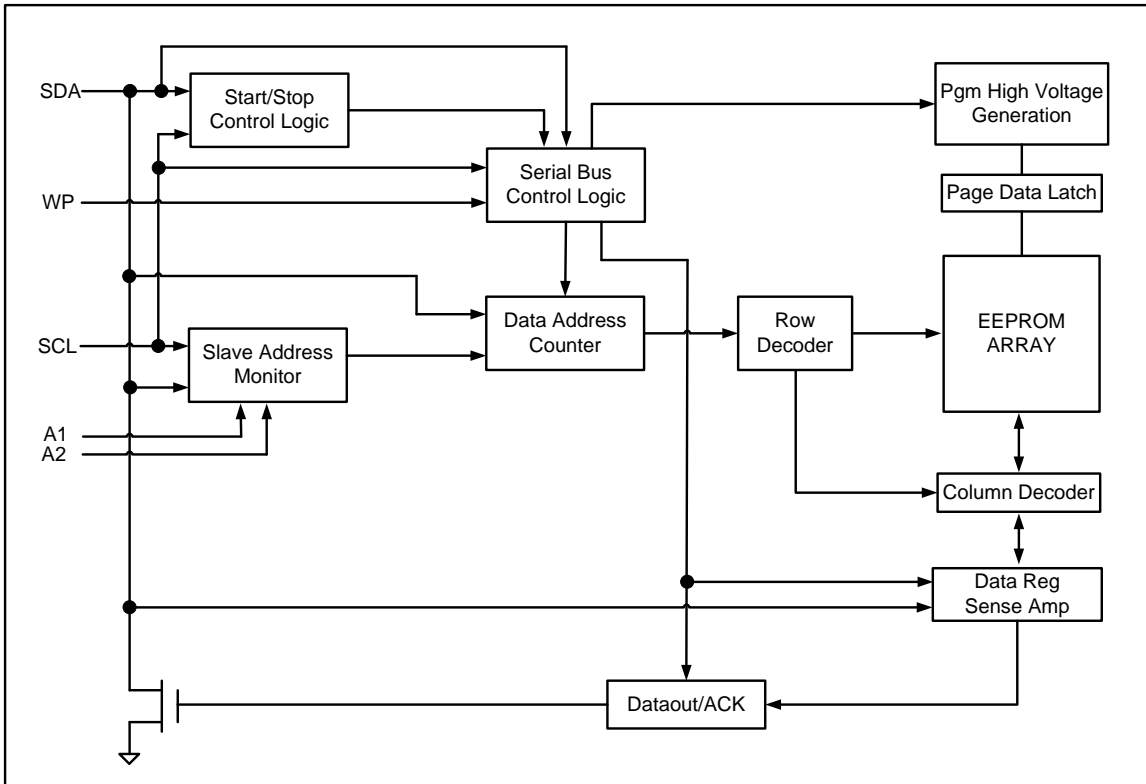 SDA
Start/Stop
Control Logic
Pgm High Voltage
Generation
Serial Bus
Control Logic
Page Data Latch
WP
EEPROM
ARRAY
Data Address
Counter
Row
Decoder
SCL
Slave Address
Monitor
A1
A2
Column Decoder
Data Reg
Sense Amp
Dataout/ACK